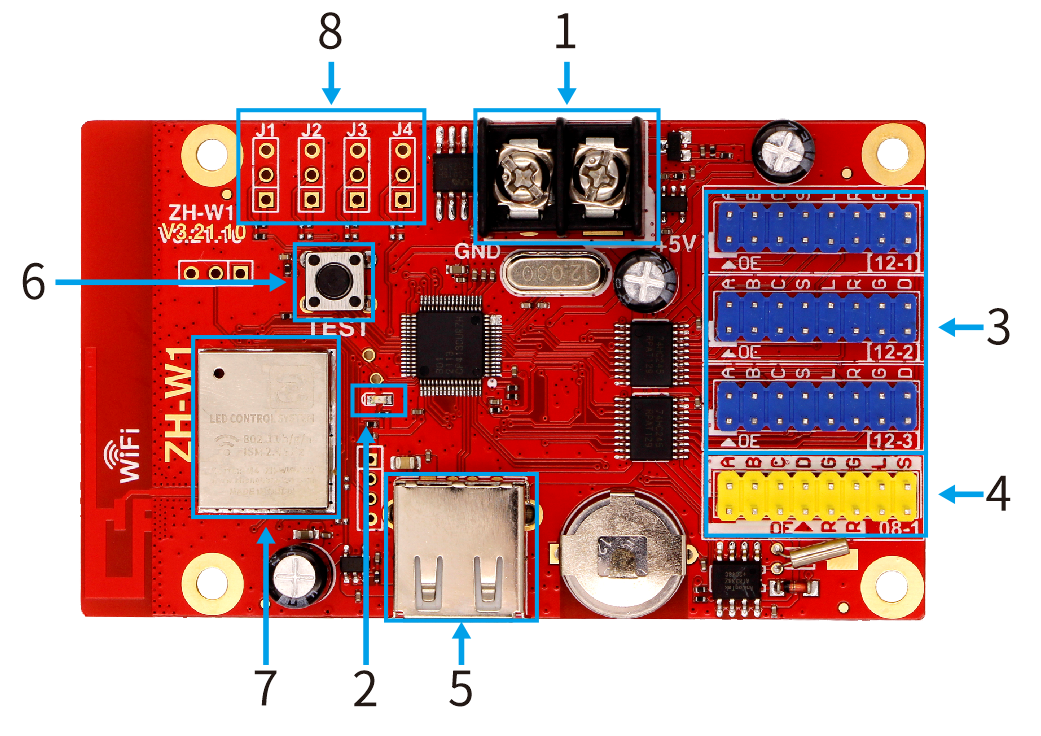 8
1
J1 J2 J3 J4
ZH-W1
V3.21.10
GND
+5V
A B C S L R G D
OE
[12-1]
6
TEST
12.000
A B C S L R G D
OE
[12-2]
3
ZH-W1
WiFi
LED CONTROL SYSTEM
A B C S L R G D
OE
[12-3]
A B C D G G L S
OE R R 08-1
4
7
2
5